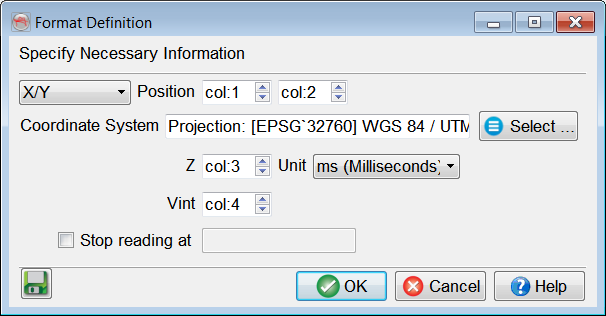 Format Definition
Specify Necessary Information
X/Y Position col:1 col:2
Coordinate System Projection: [EPSG`32760] WGS 84 / UTM Select ...
Z col:3 Unit ms (Milliseconds)
Vint col:4
Stop reading at
OK Cancel Help